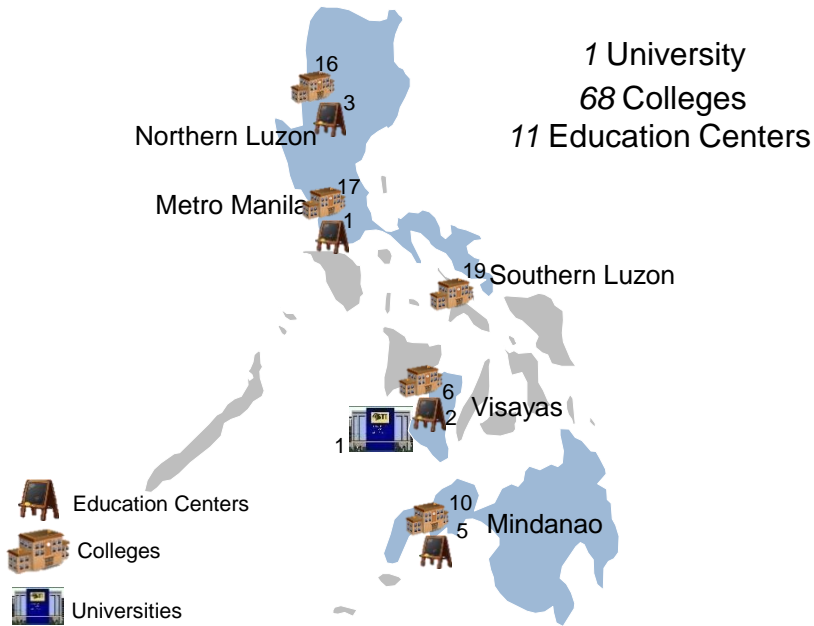 1 University
68 Colleges
11 Education Centers
16
3
Northern Luzon
17
Metro Manila
1
19 Southern Luzon
6
Visayas
2
STI
1
10
5
Mindanao
Education Centers
Colleges
Universities